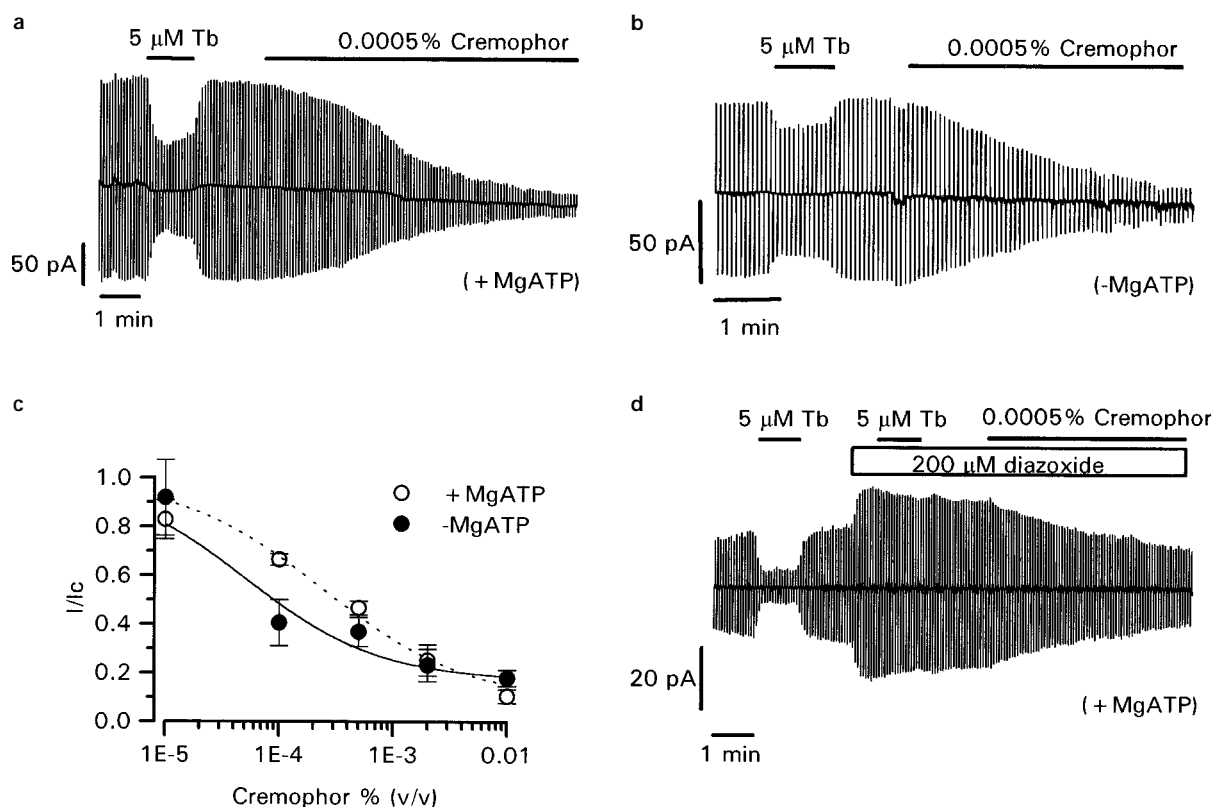 a
5 μM Tb
0.0005% Cremophor
50 pA
(+MgATP)
1 min
b
5 μM Tb
0.0005% Cremophor
50 pA
(-MgATP)
1 min
c
1.0
0.8
0.6
0.4
0.2
0.0
I/Ic
+MgATP
-MgATP
1E-5
1E-4
1E-3
0.01
Cremophor % (v/v)
d
5 μM Tb
5 μM Tb
0.0005% Cremophor
200 μM diazoxide
20 pA
(+MgATP)
1 min